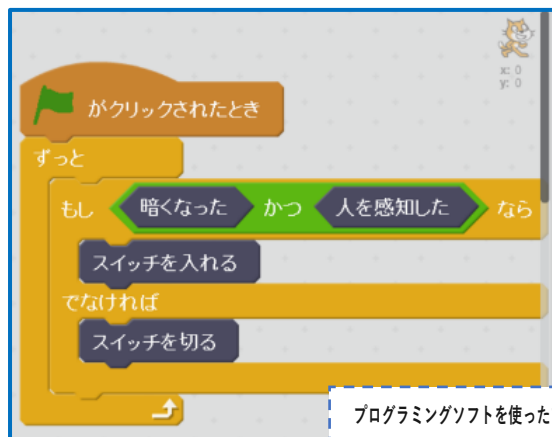 x: 0
y: 0
がクリックされたとき
ずっと
もし 暗くなった かつ 人を感知した なら
スイッチを入れる
でなければ
スイッチを切る
プログラミングソフトを使った